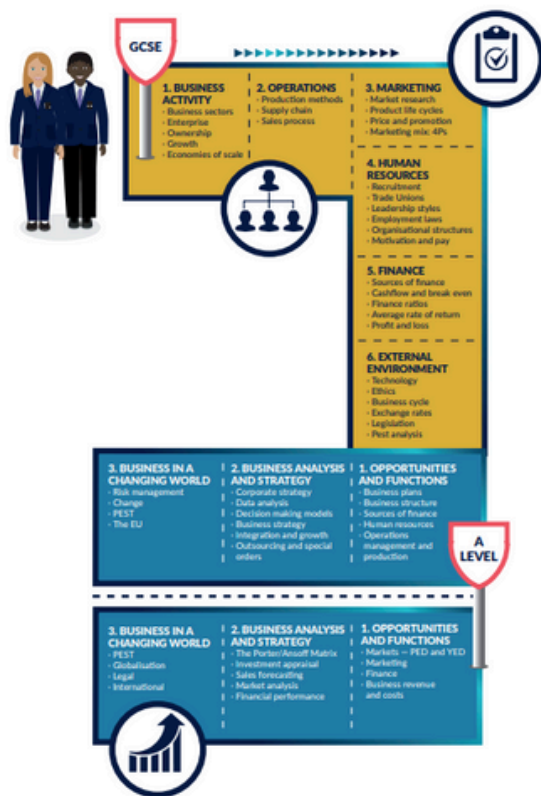 GCSE
1. BUSINESS
ACTIVITY
· Business sectors
· Enterprise
· Ownership
· Growth
· Economies of scale
2. OPERATIONS
· Production methods
· Supply chain
· Sales process
3. MARKETING
· Market research
· Product life cycles
· Price and promotion
· Marketing mix: 4Ps
4. HUMAN
RESOURCES
· Recruitment
· Trade Unions
· Leadership styles
· Employment laws
· Organisational structures
· Motivation and pay
5. FINANCE
· Sources of finance
· Cashflow and break even
· Finance ratios
· Average rate of return
· Profit and loss
6. EXTERNAL
ENVIRONMENT
· Technology
· Ethics
· Business cycle
· Exchange rates
· Legislation
· Pest analysis
A
LEVEL
1. OPPORTUNITIES
AND FUNCTIONS
· Business plans
· Business structure
· Sources of finance
· Human resources
· Operations
management and
production
2. BUSINESS ANALYSIS
AND STRATEGY
· Corporate strategy
· Data analysis
· Decision making models
· Business strategy
· Integration and growth
· Outsourcing and special
orders
3. BUSINESS IN A
CHANGING WORLD
· Risk management
· Change
· PEST
· The EU
1. OPPORTUNITIES
AND FUNCTIONS
· Markets – PED and YED
· Marketing
· Finance
· Business revenue
and costs
2. BUSINESS ANALYSIS
AND STRATEGY
· The Porter/Ansoff Matrix
· Investment appraisal
· Sales forecasting
· Market analysis
· Financial performance
3. BUSINESS IN A
CHANGING WORLD
· PEST
· Globalisation
· Legal
· International